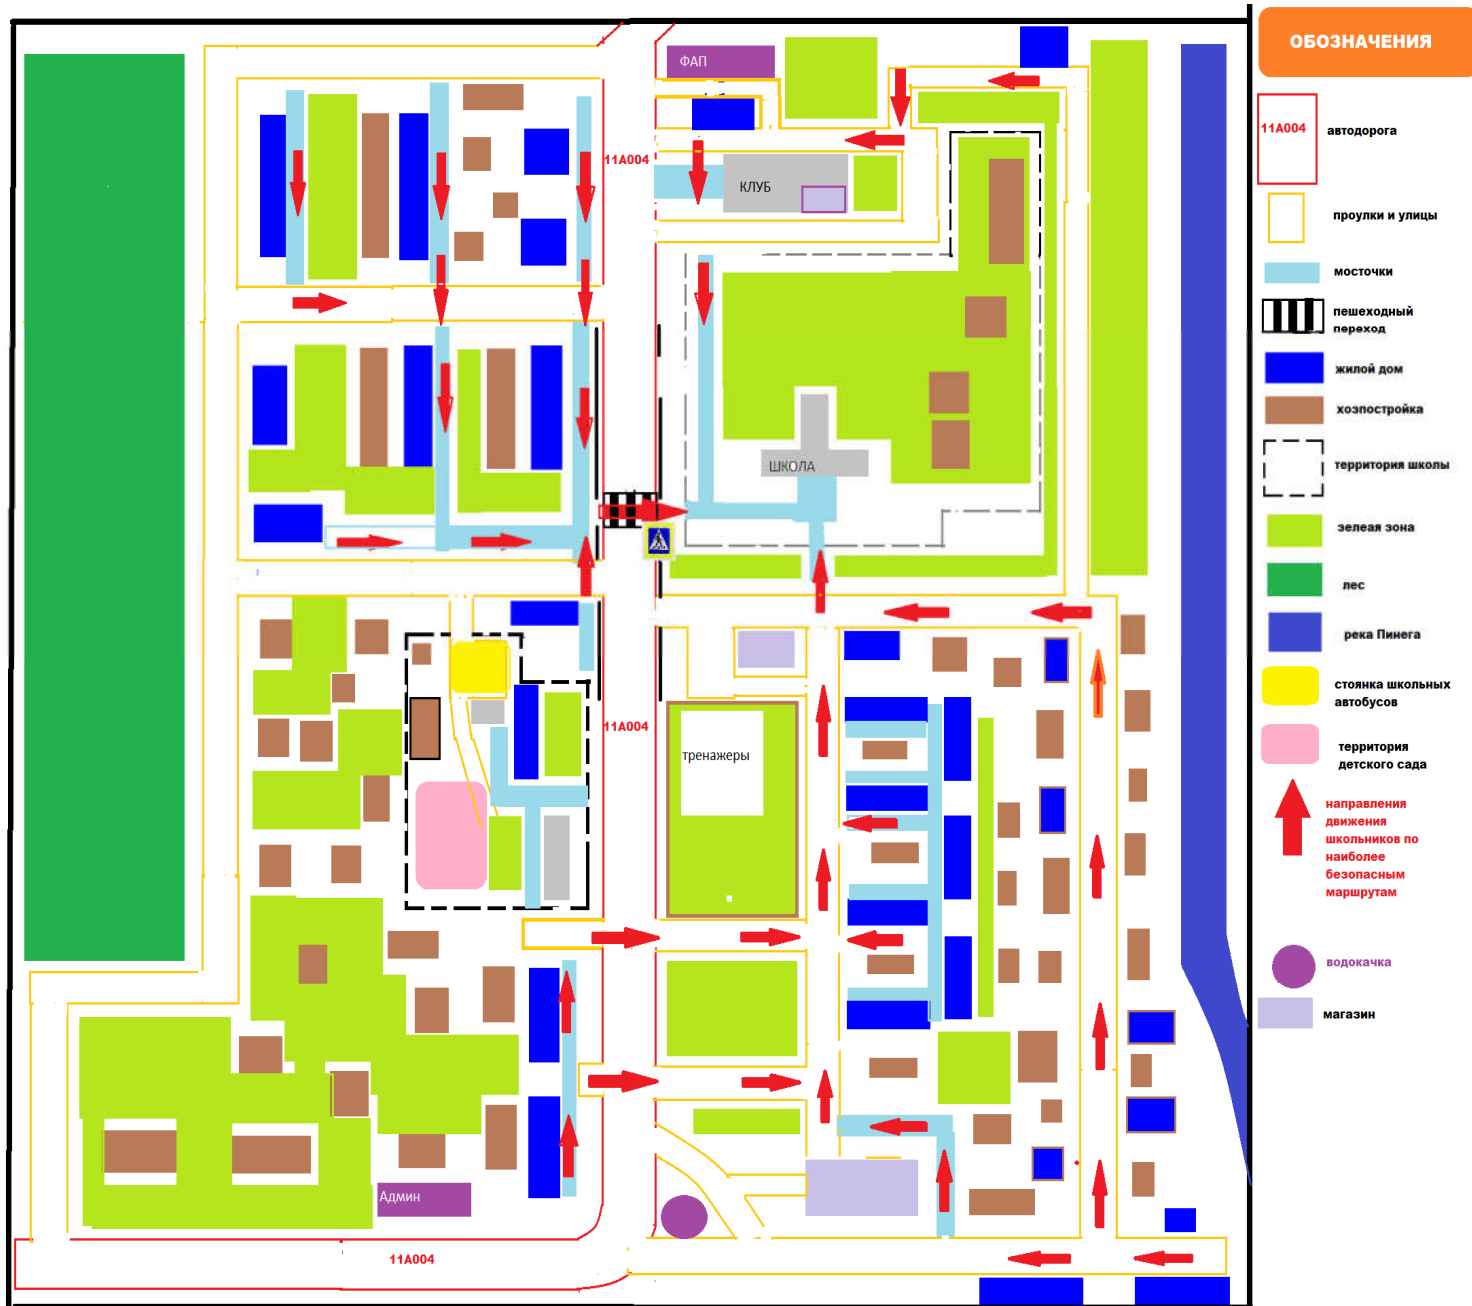 ОБОЗНАЧЕНИЯ
ФАП
11А004
автодорога
11А004
КЛУБ
проулки и улицы
мосточки
пешеходный
переход
жилой дом
хозпостройка
ШКОЛА
территория школы
зелеая зона
лес
река Пинега
стоянка школьных
автобусов
11А004
тренажеры
территория
детского сада
направления
движения
школьников по
наиболее
безопасным
маршрутам
водокачка
магазин
Админ
11А004